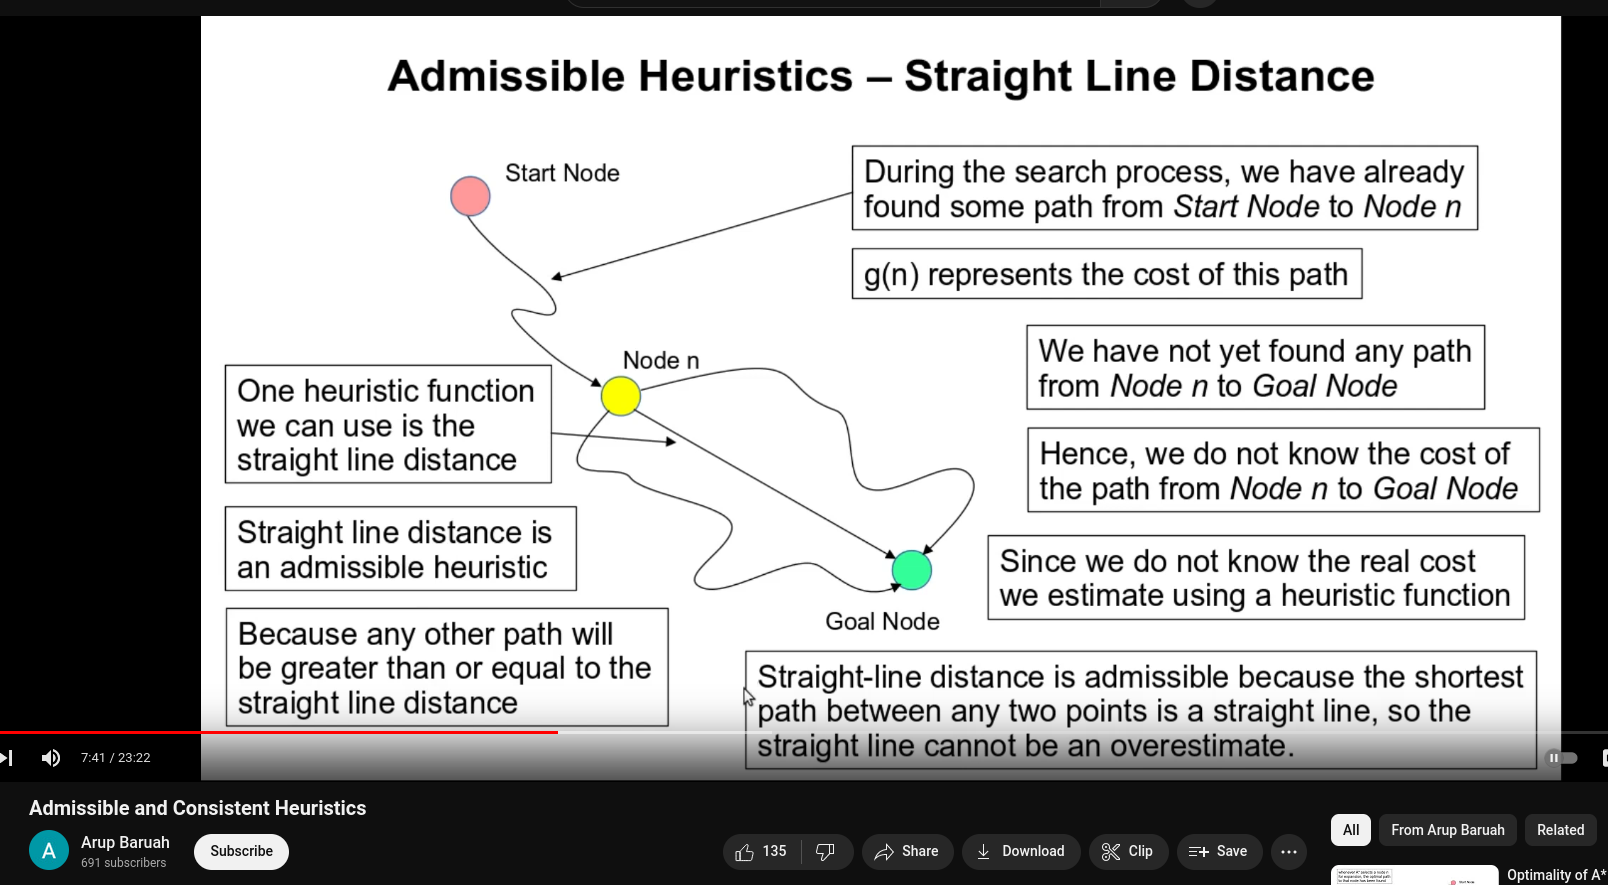 Admissible Heuristics – Straight Line Distance
Start Node
During the search process, we have already
found some path from Start Node to Node n
g(n) represents the cost of this path
Node n
We have not yet found any path
from Node n to Goal Node
One heuristic function
we can use is the
straight line distance
Hence, we do not know the cost of
the path from Node n to Goal Node
Straight line distance is
an admissible heuristic
Since we do not know the real cost
we estimate using a heuristic function
Goal Node
Because any other path will
be greater than or equal to the
straight line distance
Straight-line distance is admissible because the shortest
path between any two points is a straight line, so the
straight line cannot be an overestimate.
7:41 / 23:22
Admissible and Consistent Heuristics
A
Arup Baruah
691 subscribers
Subscribe
135
Share
Download
Clip
Save
All
From Arup Baruah
Related
Optimality of A*